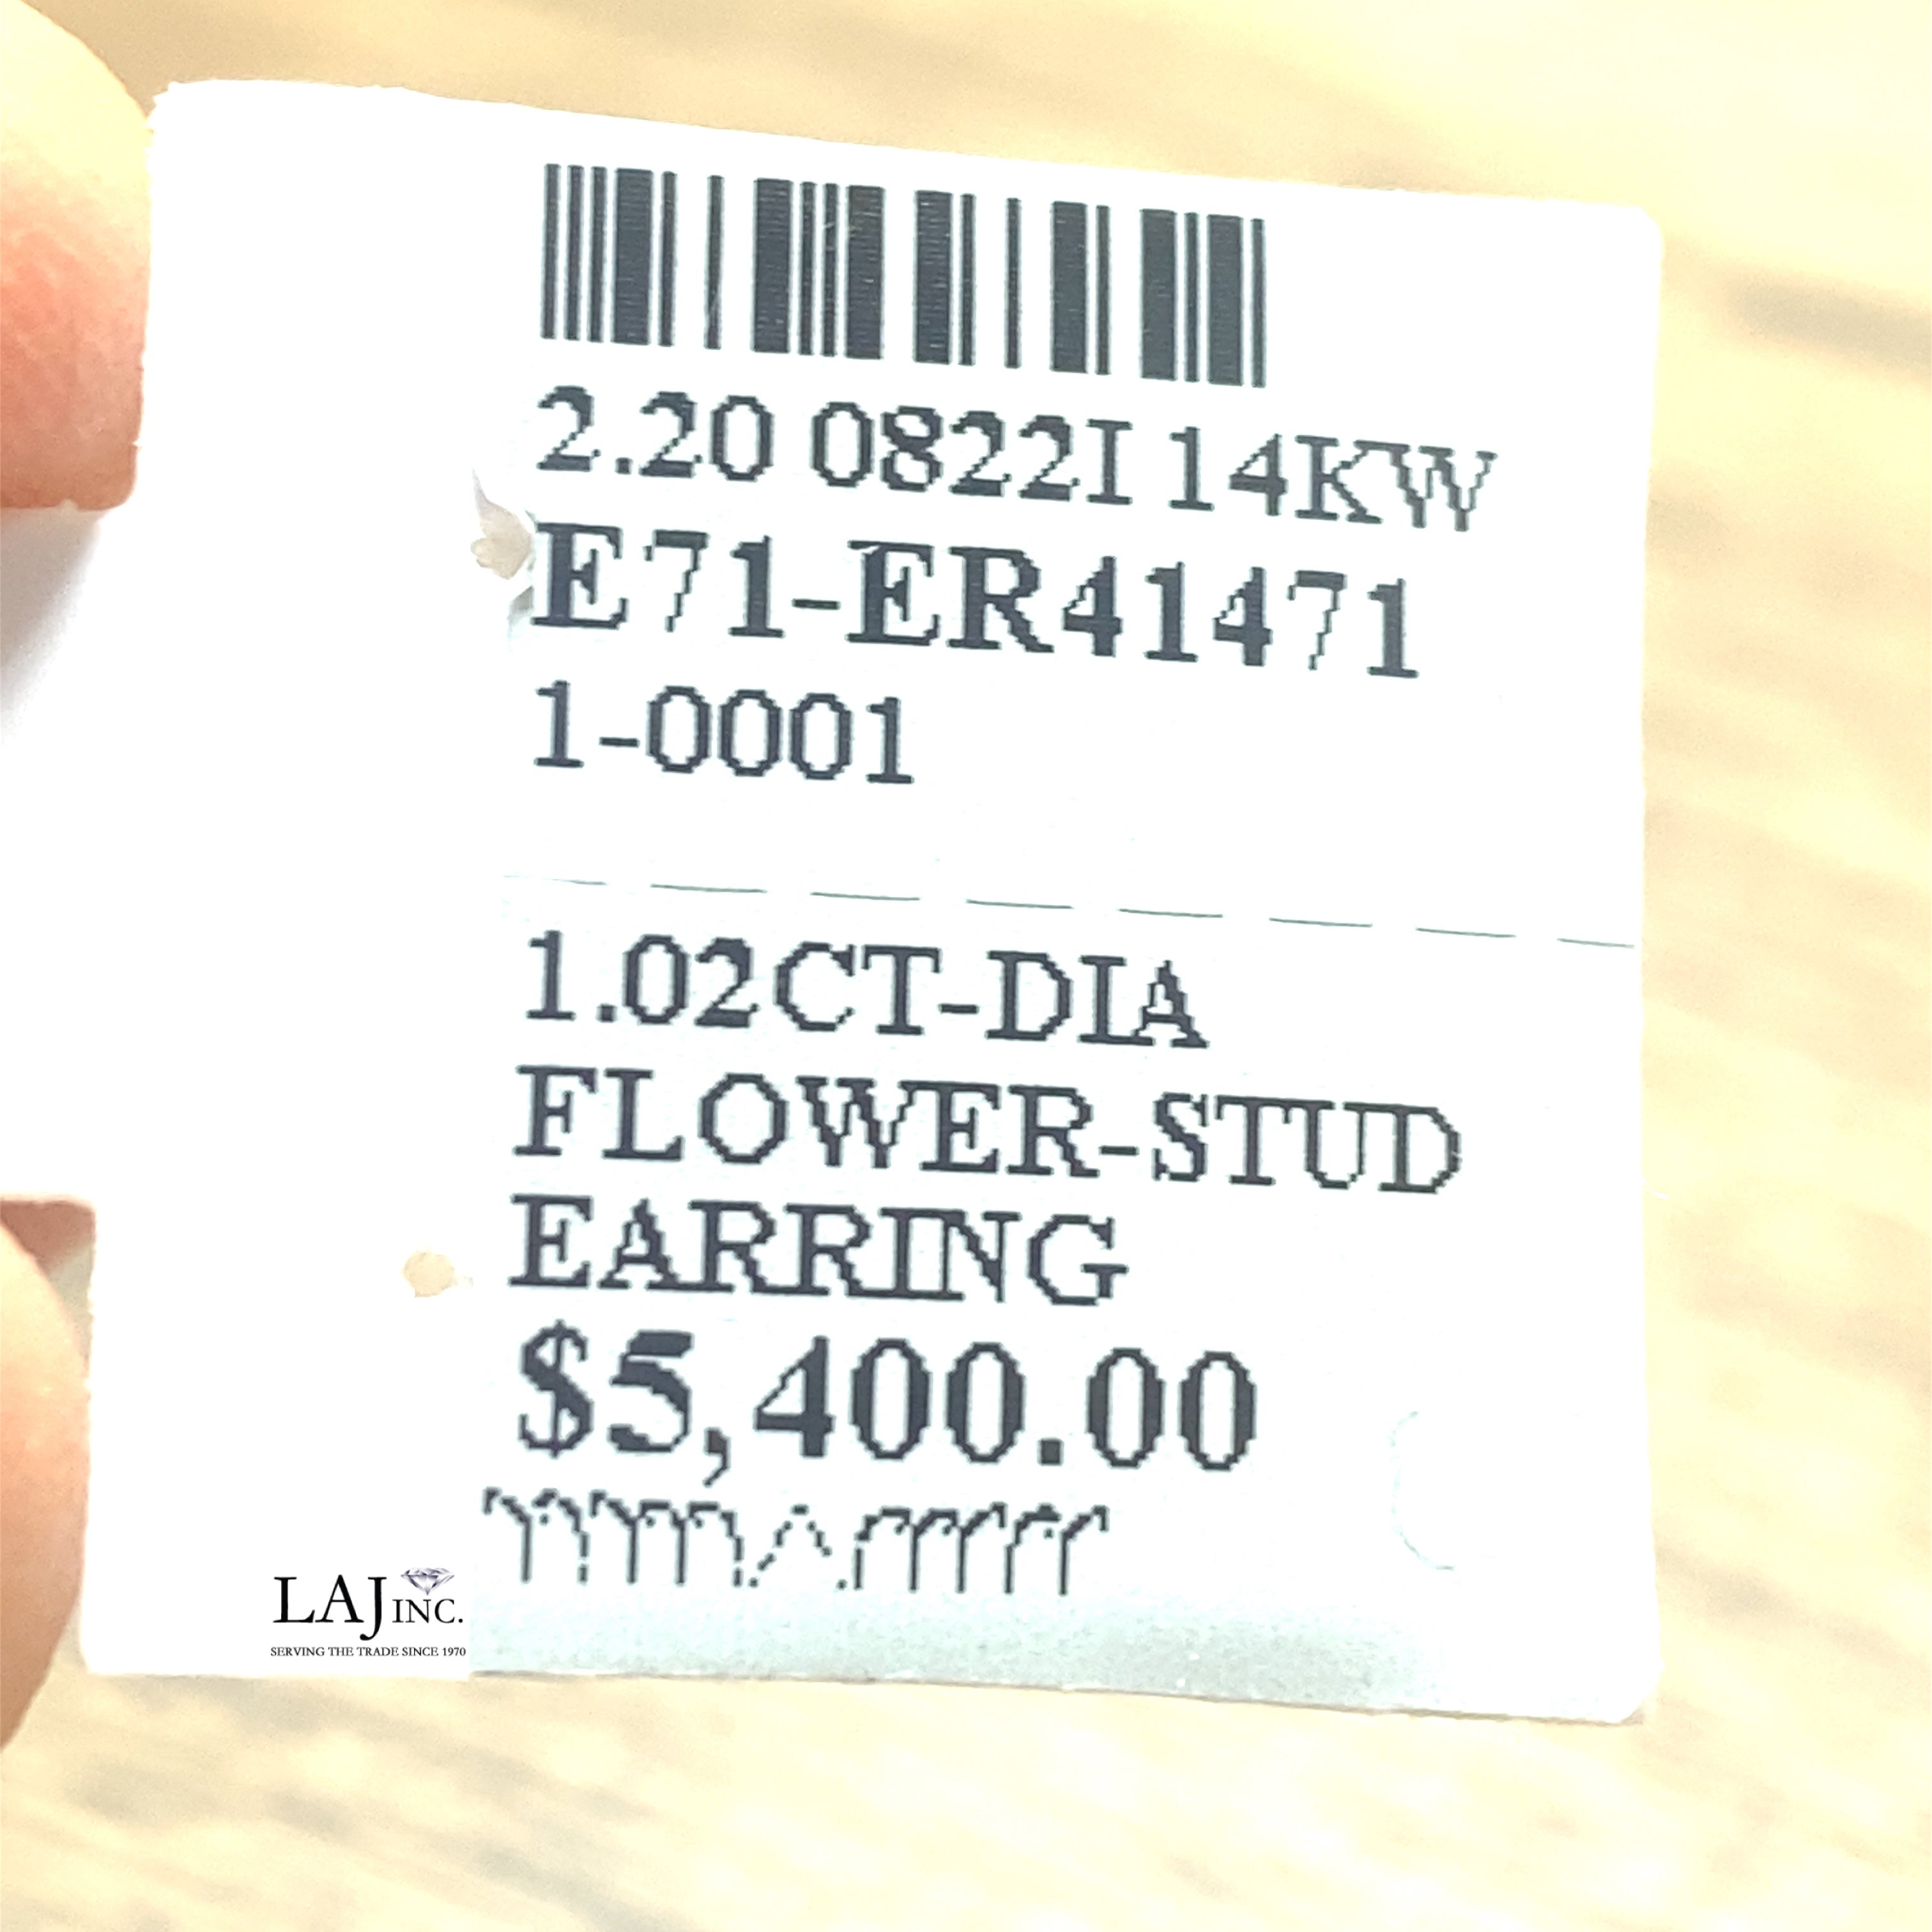 2.20 0822I 14KW
E71-ER41471
1-0001
1.02CT-DIA
FLOWER-STUD
EARRING
$5,400.00
LAJ INC.
SERVING THE TRADE SINCE 1970